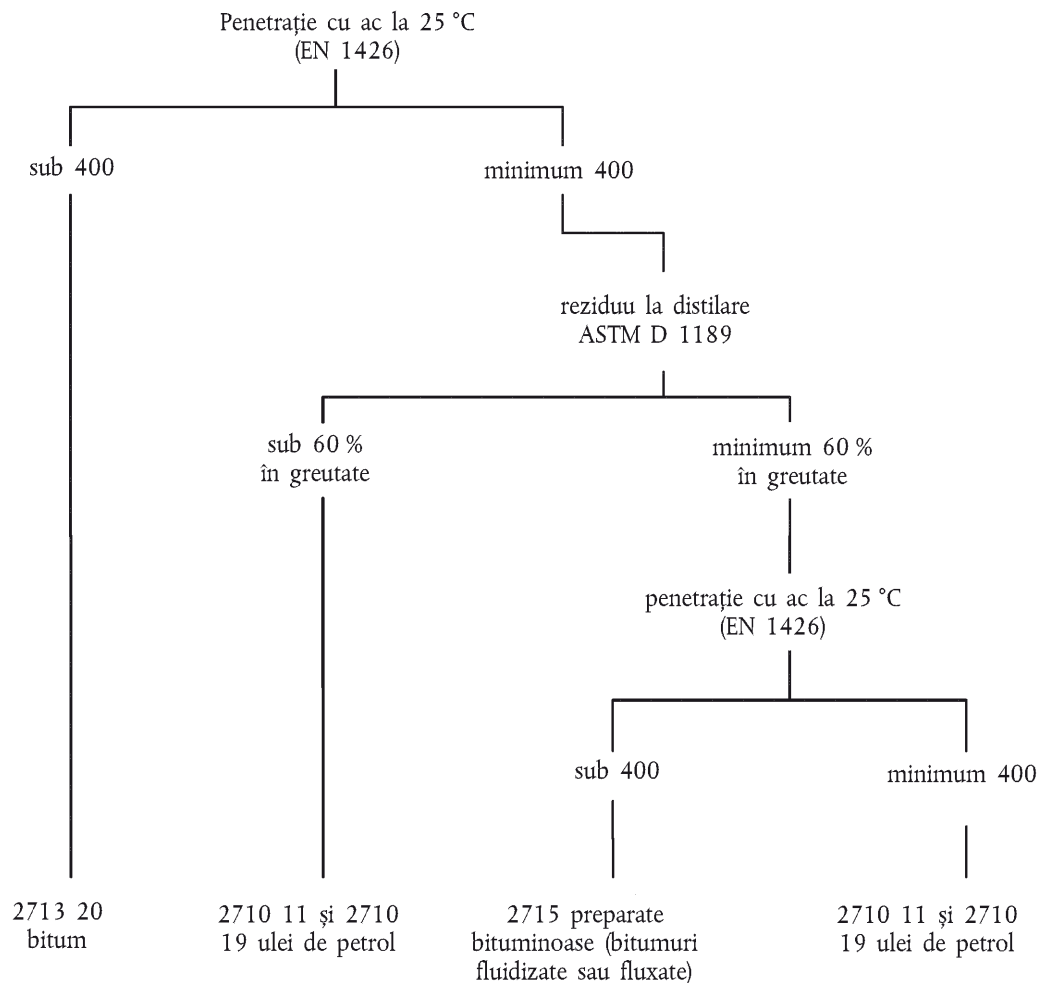 Penetrație cu ac la 25 °C
(EN 1426)
sub 400
minimum 400
reziduu la distilare
ASTM D 1189
sub 60 %
în greutate
minimum 60 %
în greutate
penetrație cu ac la 25 °C
(EN 1426)
sub 400
minimum 400
2713 20
bitum
2710 11 și 2710
19 ulei de petrol
2715 preparate
bituminoase (bitumuri
fluidizate sau fluxate)
2710 11 și 2710
19 ulei de petrol